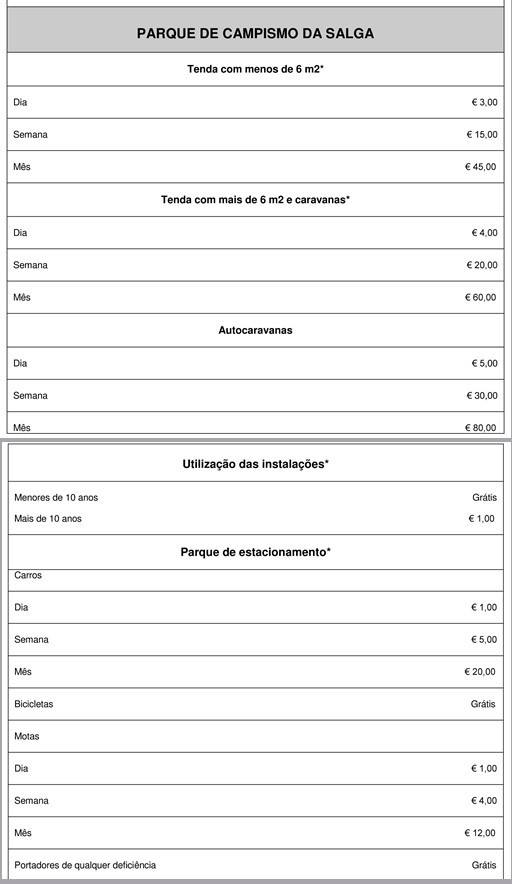 PARQUE DE CAMPISMO DA SALGA
Tenda com menos de 6 m2*
Dia € 3,00
Semana € 15,00
Mês € 45,00
Tenda com mais de 6 m2 e caravanas*
Dia € 4,00
Semana € 20,00
Mês € 60,00
Autocaravanas
Dia € 5,00
Semana € 30,00
Mês € 80,00
Utilização das instalações*
Menores de 10 anos Grátis
Mais de 10 anos € 1,00
Parque de estacionamento*
Carros
Dia € 1,00
Semana € 5,00
Mês € 20,00
Bicicletas Grátis
Motas
Dia € 1,00
Semana € 4,00
Mês € 12,00
Portadores de qualquer deficiência Grátis